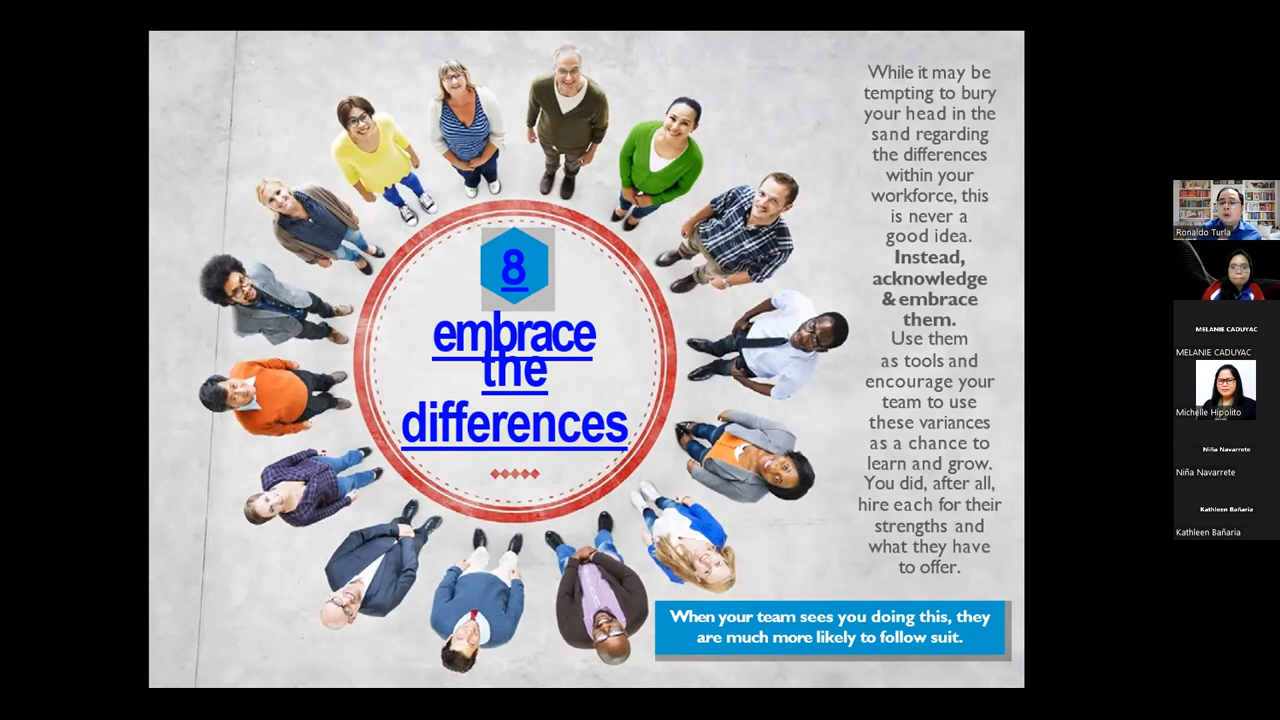 8
embrace
the
differences
While it may be
tempting to bury
your head in the
sand regarding
the differences
within your
workforce, this
is never a
good idea.
Instead,
acknowledge
& embrace
them.
Use them
as tools and
encourage your
team to use
these variances
as a chance to
learn and grow.
You did, after all,
hire each for their
strengths and
what they have
to offer.
When your team sees you doing this, they
are much more likely to follow suit.
Ronaldo Turla
MELANIE CADUYAC
MELANIE CADUYAC
Michelle Hipolito
Niña Navarrete
Niña Navarrete
Kathleen Bañaria
Kathleen Bañaria